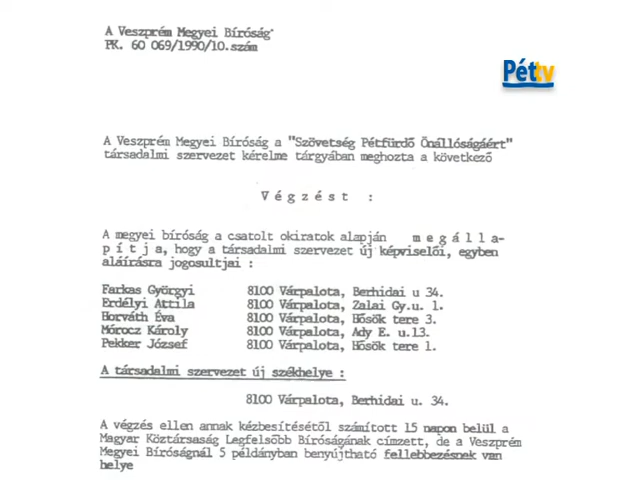 A Veszprém Megyei Bíróság
PK. 60 069/1990/10.szám
Péttv
A Veszprém Megyei Bíróság a "Szövetség Pétfürdő Önállóságáért"
társadalmi szervezet kérelme tárgyában meghozta a következő
V é g z é s t :
A megyei bíróság a csatolt okiratok alapján m e g á l l a-
p í t j a, hogy a társadalmi szervezet új képviselői, egyben
aláírásra jogosultjai :
Farkas Györgyi 8100 Várpalota, Berhidai u 34.
Erdélyi Attila 8100 Várpalota, Zalai Gy.u. 1.
Horváth Éva 8100 Várpalota, Hősök tere 3.
Mórocz Károly 8100 Várpalota, Ady E. u.13.
Pekker József 8100 Várpalota, Hősök tere 1.
A társadalmi szervezet új székhelye :
8100 Várpalota, Berhidai u. 34.
A végzés ellen annak kézbesítésétől számított 15 napon belül a
Magyar Köztársaság Legfelsőbb Bíróságának címzett, de a Veszprém
Megyei Bíróságnál 5 példányban benyújtható fellebbezésnek van
helye